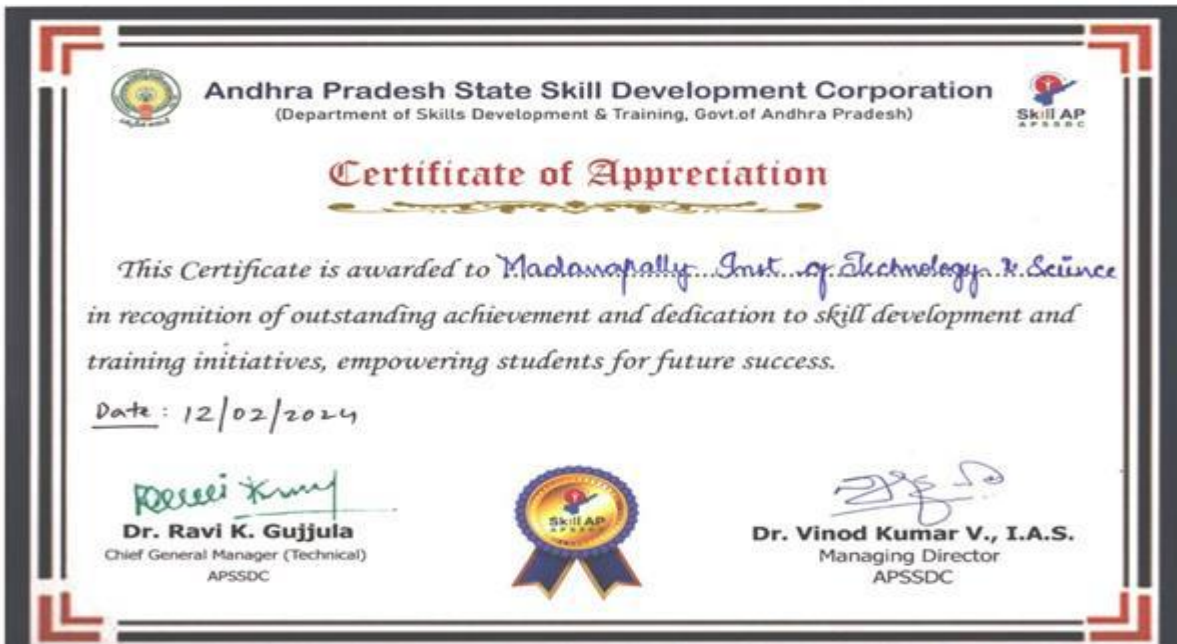 Andhra Pradesh State Skill Development Corporation
(Department of Skills Development & Training, Govt.of Andhra Pradesh)
Skill AP
APSSDC
Certificate of Appreciation
This Certificate is awarded to Madanapally Inst. of Technology & Science
in recognition of outstanding achievement and dedication to skill development and
training initiatives, empowering students for future success.
Date : 12/02/2024
Dr. Ravi K. Gujjula
Chief General Manager (Technical)
APSSDC
Skill AP
APSSDC
Dr. Vinod Kumar V., I.A.S.
Managing Director
APSSDC